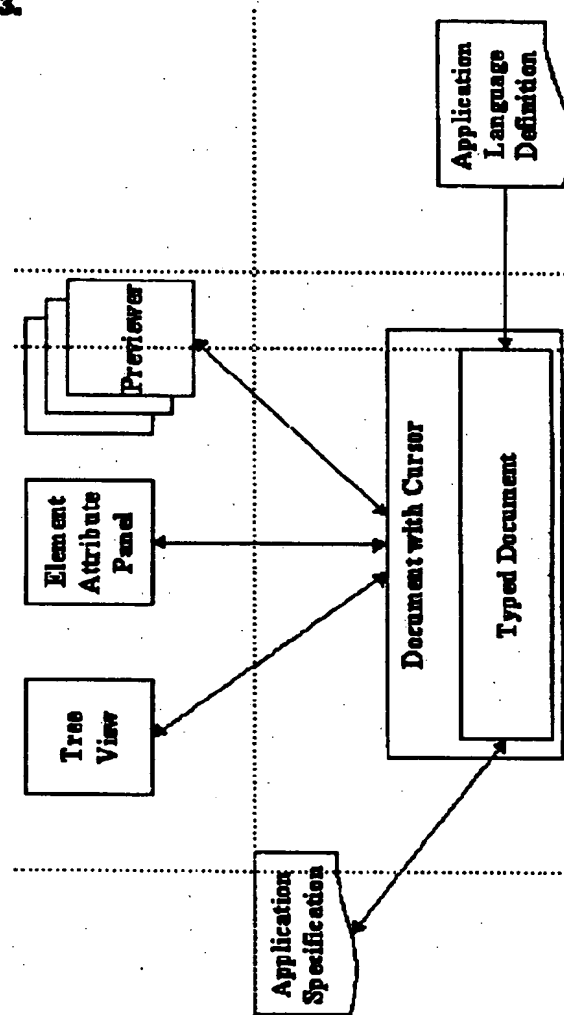 Tree
View
Element
Attribute
Panel
Previewer
Application
Specification
Document with Cursor
Typed Document
Application
Language
Definition